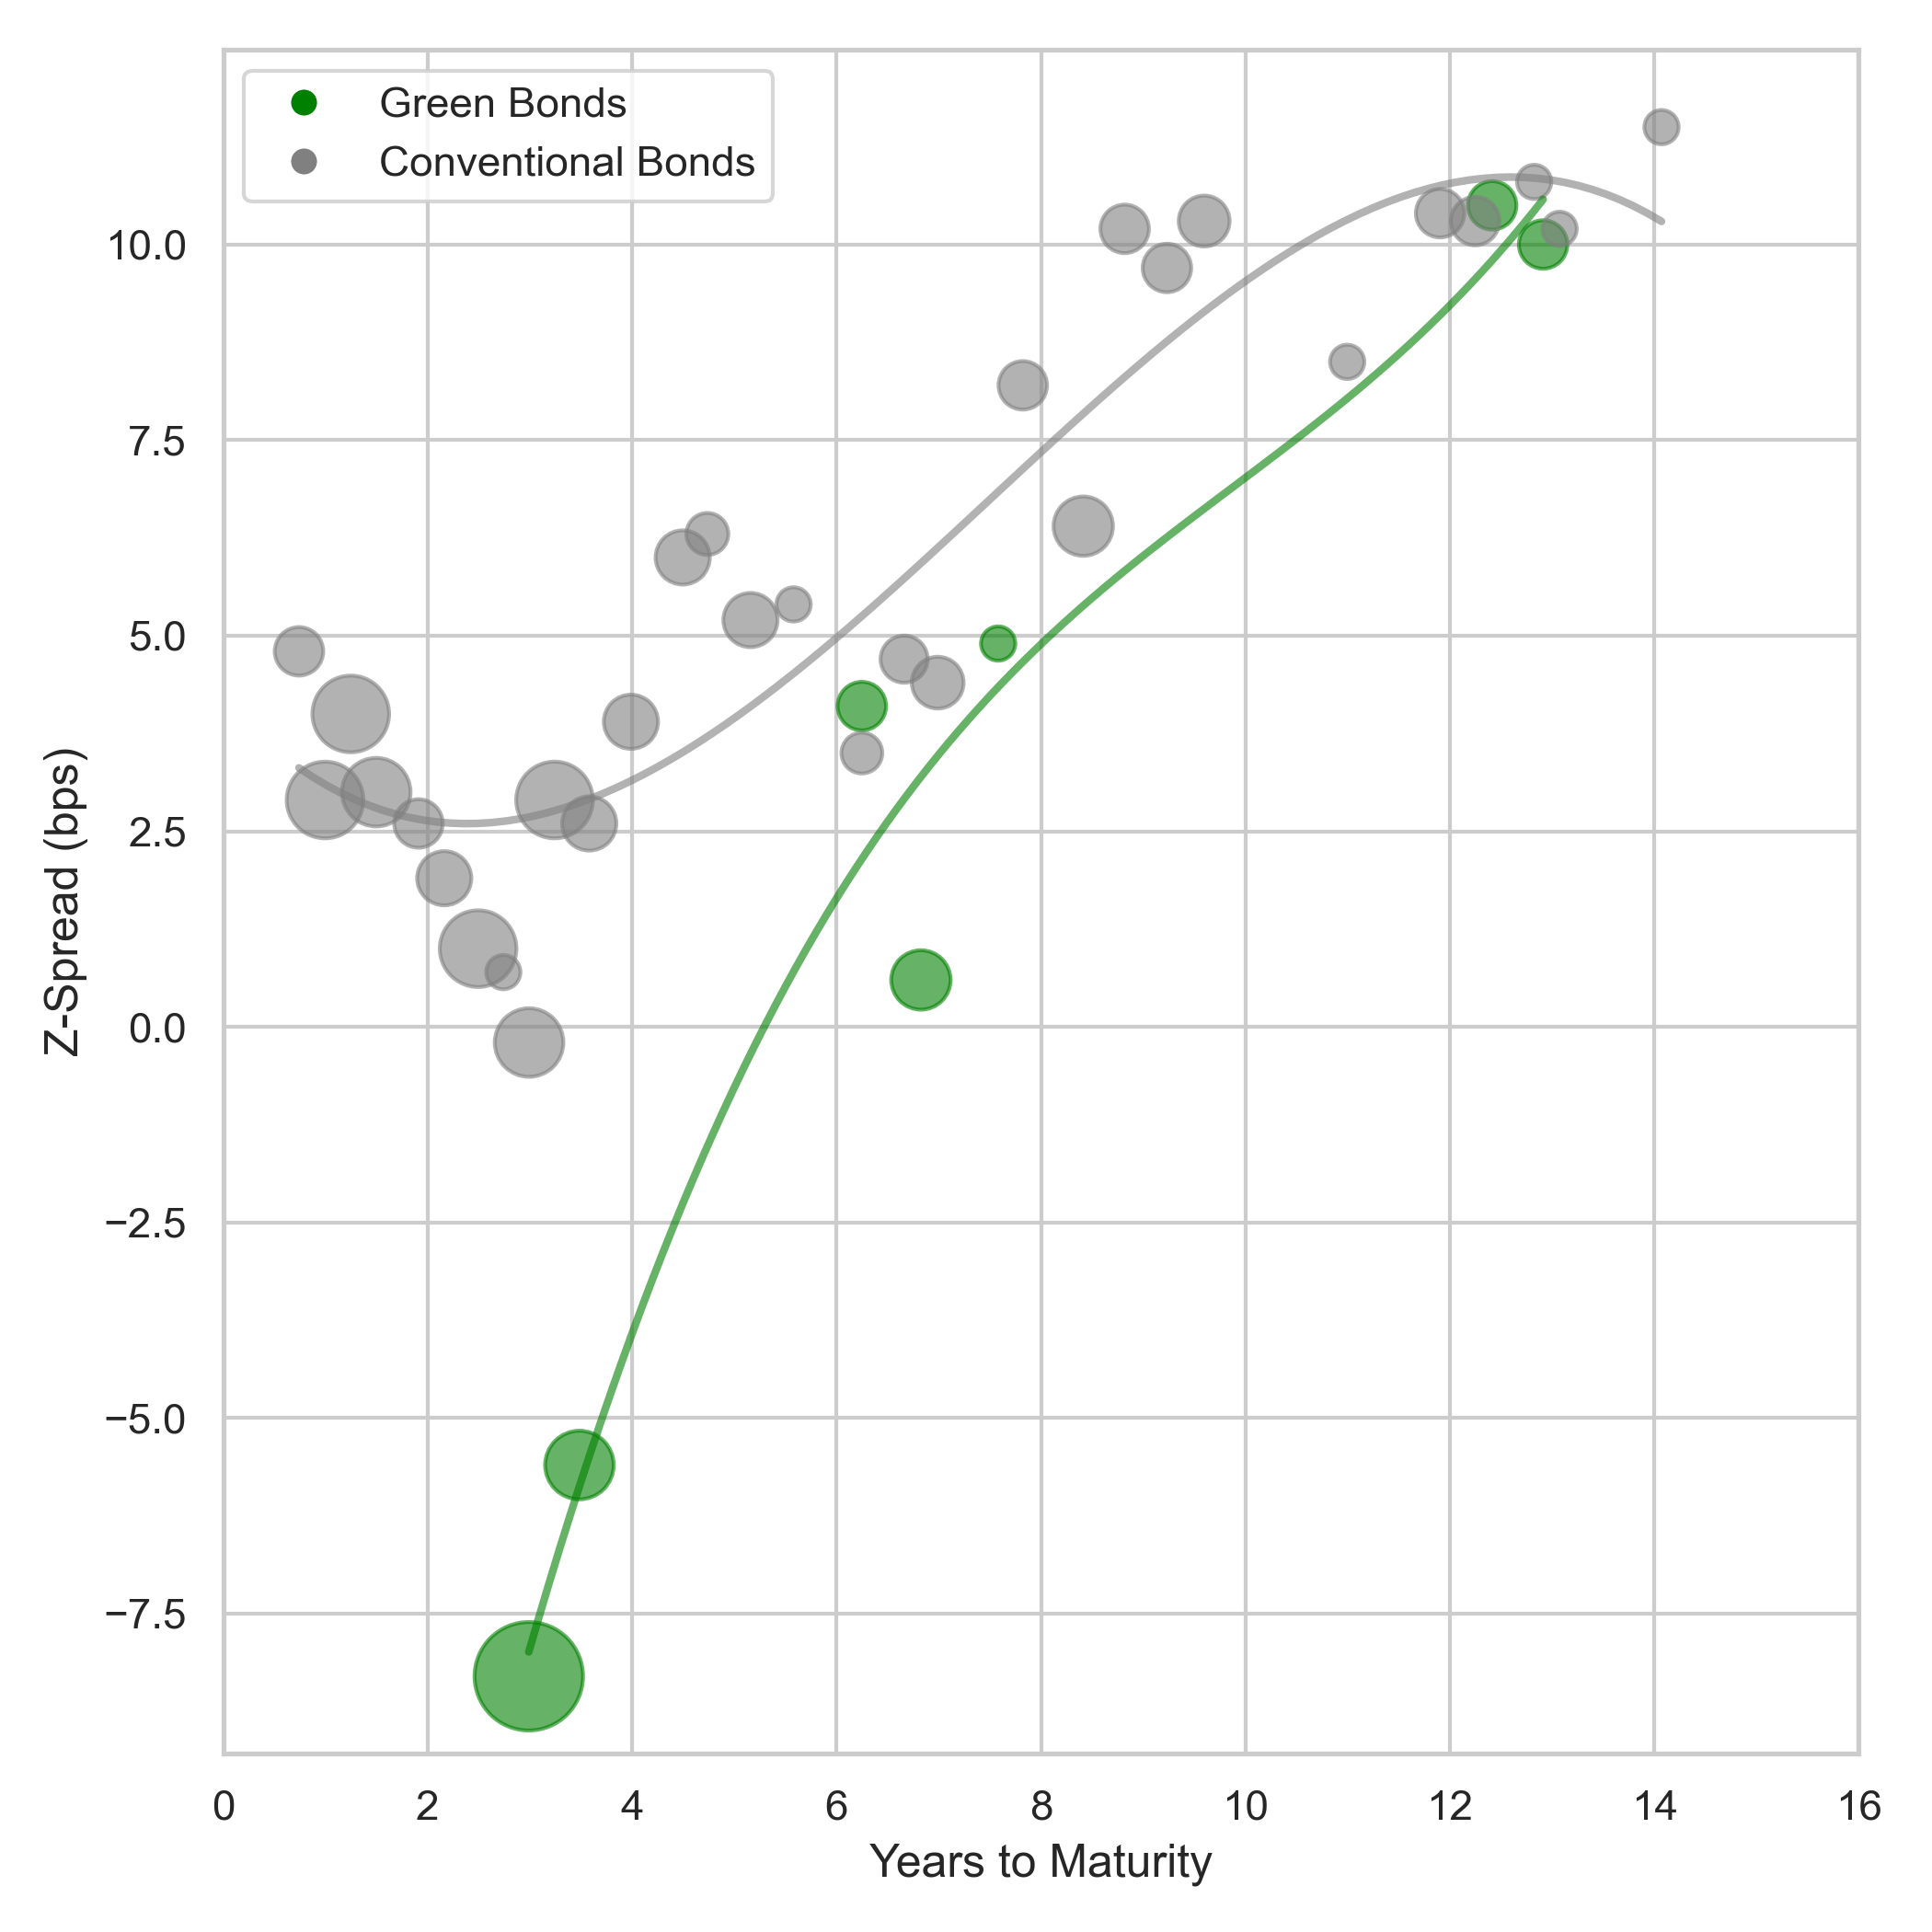 Green Bonds
Conventional Bonds
10.0
7.5
5.0
2.5
0.0
−2.5
−5.0
−7.5
Z-Spread (bps)
0 2 4 6 8 10 12 14 16
Years to Maturity